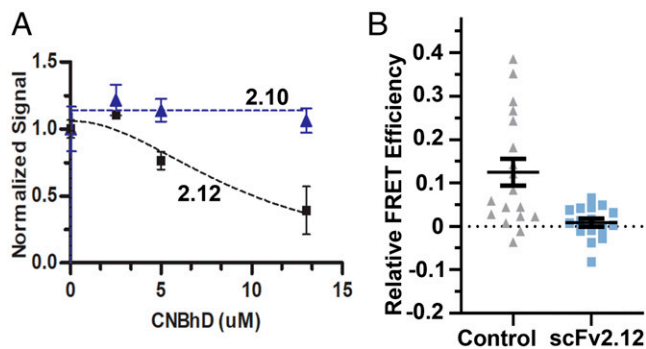 A
Normalized Signal
1.5
1.0
0.5
0.0
2.10
2.12
0
5
10
15
CNBhD (uM)
B
Relative FRET Efficiency
0.4
0.3
0.2
0.1
0
-0.1
0.2
Control scFv2.12